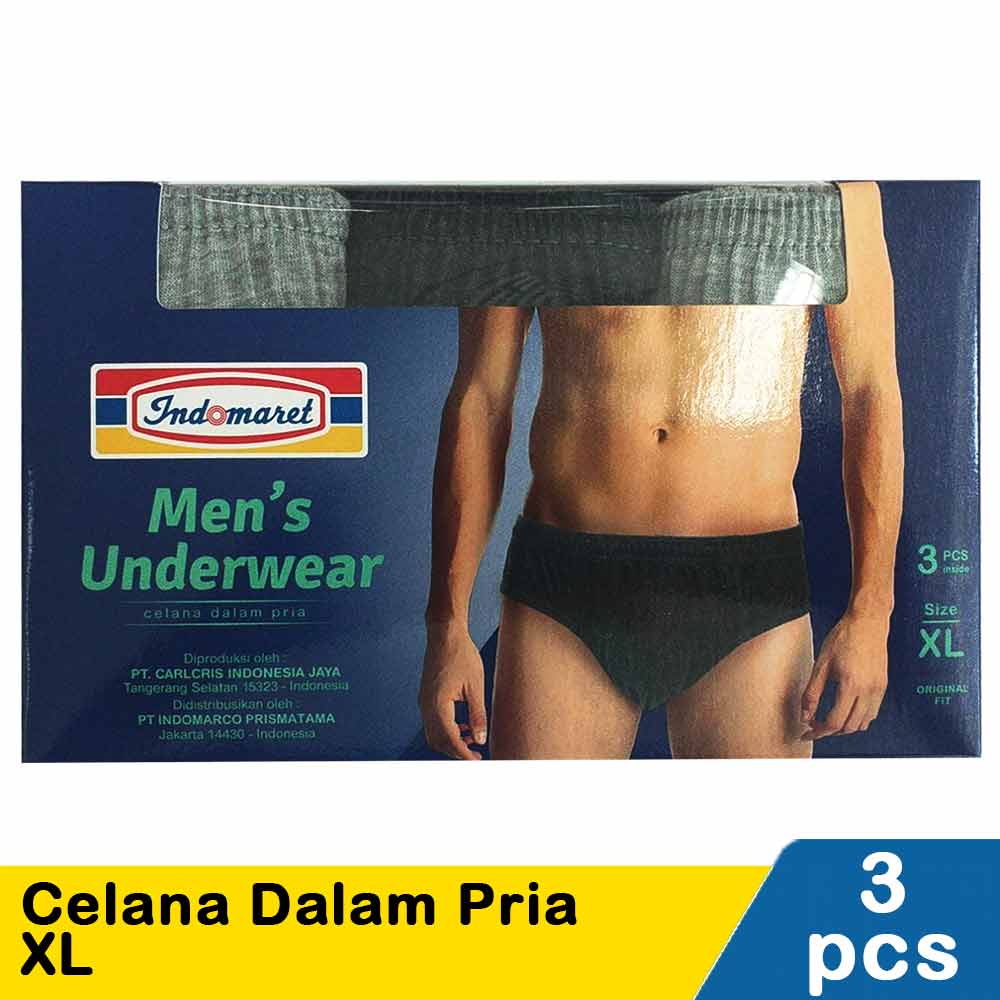 Indomaret
Men's
Underwear
celana dalam pria
Diproduksi oleh :
PT. CARLCRIS INDONESIA JAYA
Tangerang Selatan 15323 - Indonesia
Didistribusikan oleh :
PT INDOMARCO PRISMATAMA
Jakarta 14430 - Indonesia
3 PCS
inside
Size
XL
ORIGINAL
FIT
Celana Dalam Pria
XL
3
pcs